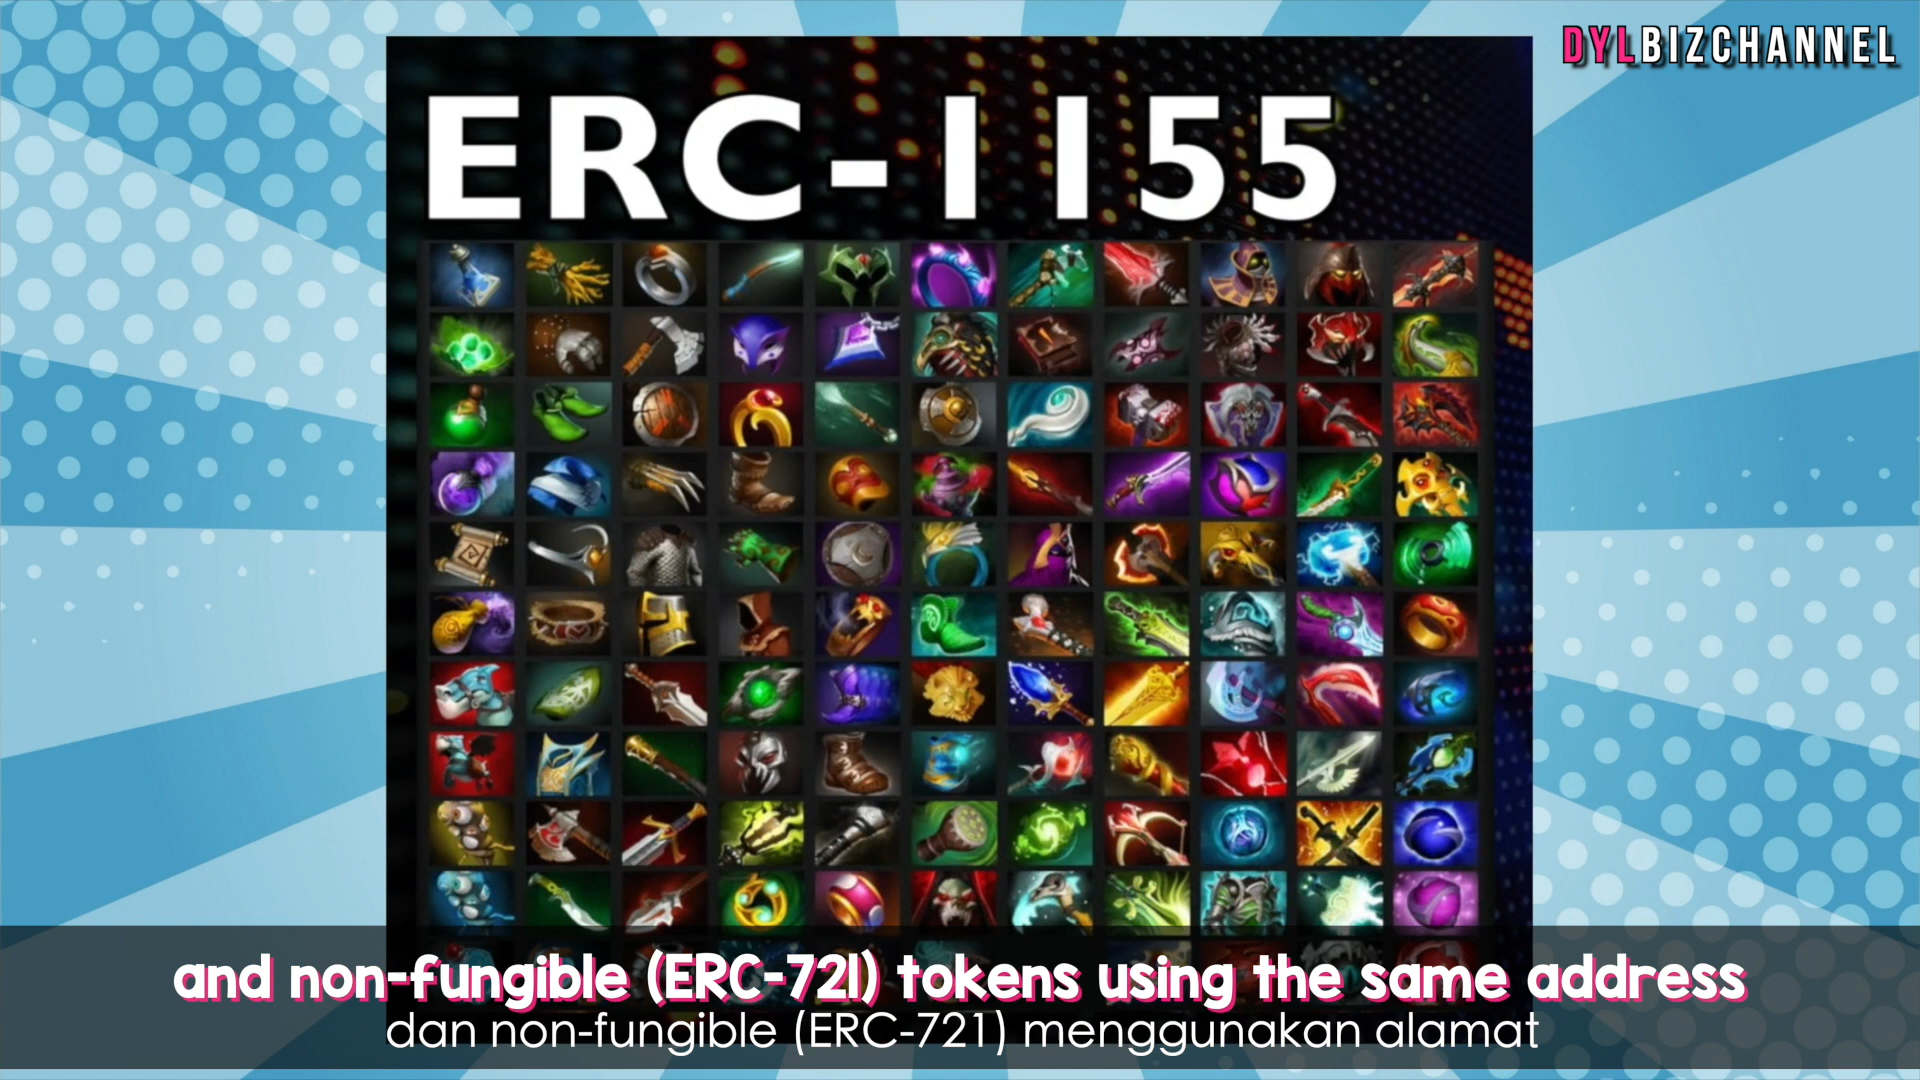 DYLBIZCHANNEL
ERC-1155
and non-fungible (ERC-721) tokens using the same address
dan non-fungible (ERC-721) menggunakan alamat